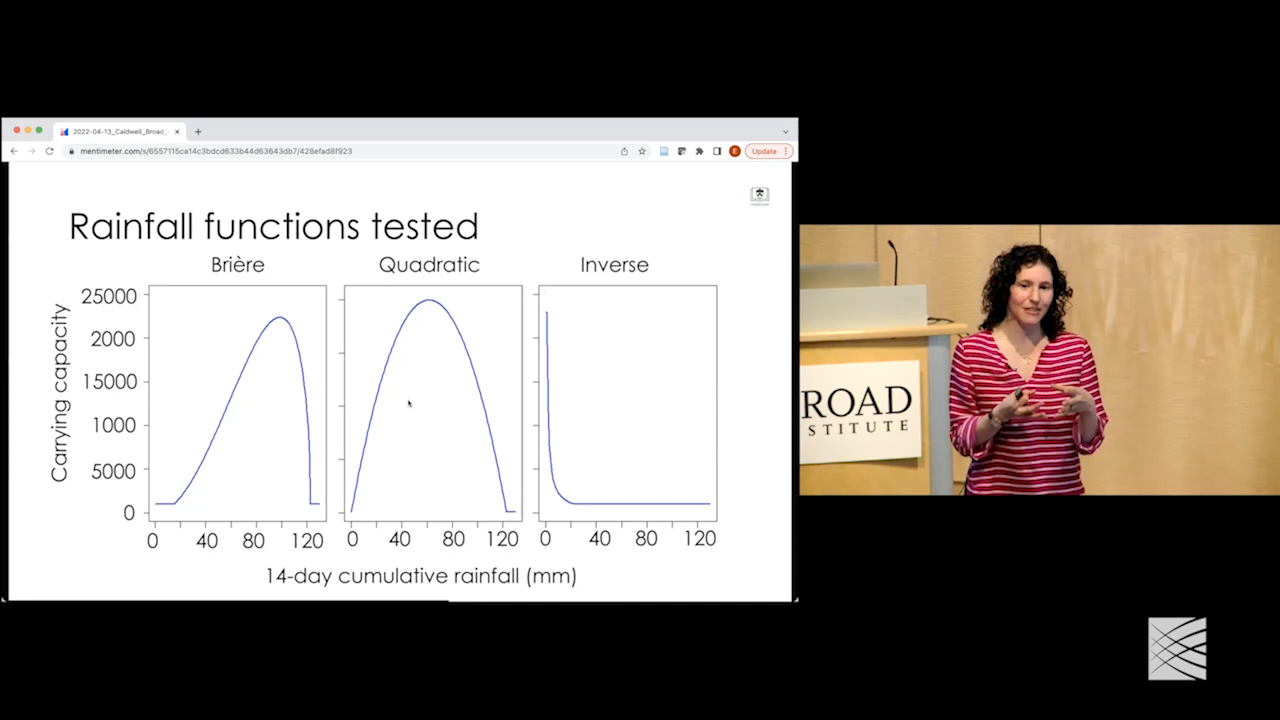 2022-04-13_Caldwell_Broad_
mentimeter.com/s/6557115ca14c3bdcd633b44d63643db7/428efad8f923
E
Update
Rainfall functions tested
Brière
Quadratic
Inverse
Carrying capacity
25000
2000
15000
1000
5000
0
0 40 80 120
0 40 80 120
0 40 80 120
14-day cumulative rainfall (mm)
ROAD
STITUTE